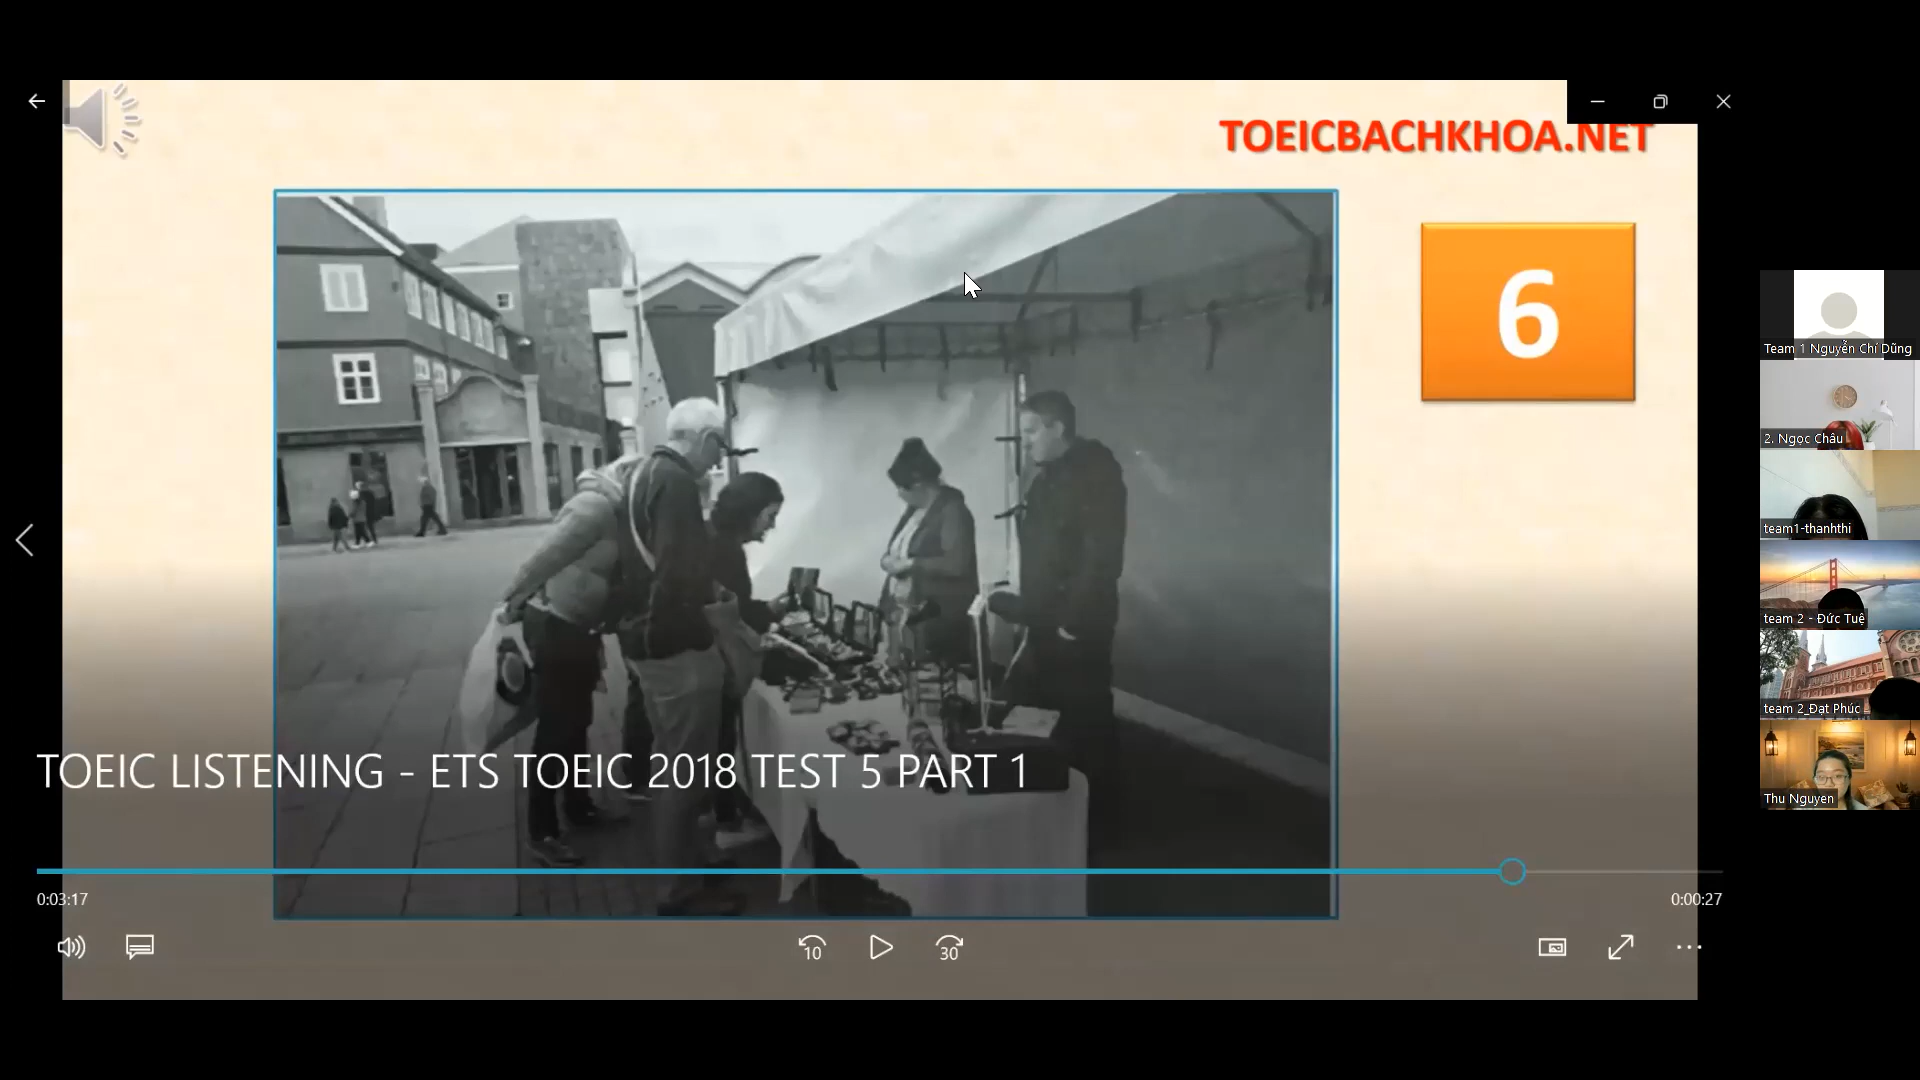 TOEICBACHKHOA.NET
6
Team 1 Nguyễn Chí Dũng
2. Ngọc Châu
team1-thanhthi
team 2 - Đức Tuệ
team 2_Đạt Phúc
Thu Nguyen
TOEIC LISTENING - ETS TOEIC 2018 TEST 5 PART 1
0:03:17
0:00:27
10
30